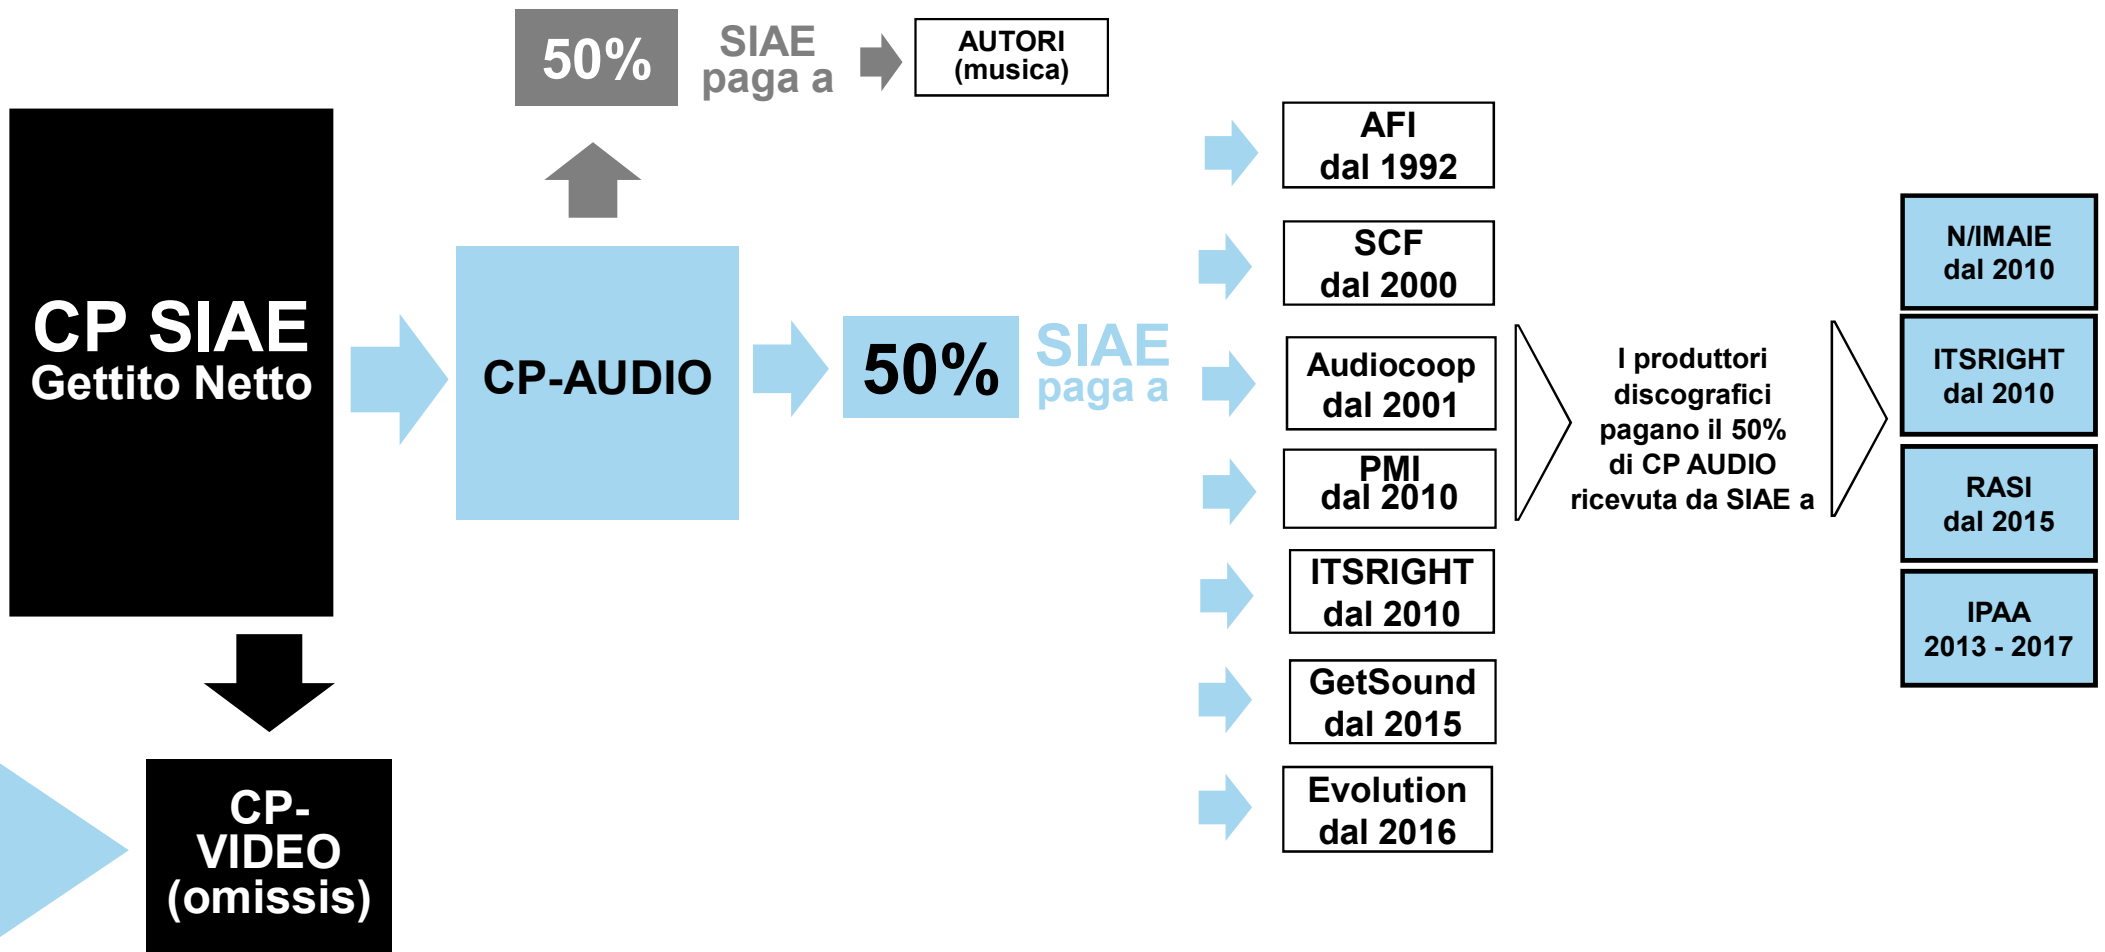 50%
SIAE
paga a
AUTORI
(musica)
CP SIAE
Gettito Netto
CP-AUDIO
50%
SIAE
paga a
AFI
dal 1992
SCF
dal 2000
Audiocoop
dal 2001
PMI
dal 2010
ITSRIGHT
dal 2010
GetSound
dal 2015
Evolution
dal 2016
I produttori
discografici
pagano il 50%
di CP AUDIO
ricevuta da SIAE a
N/IMAIE
dal 2010
ITSRIGHT
dal 2010
RASI
dal 2015
IPAA
2013 - 2017
CP-
VIDEO
(omissis)